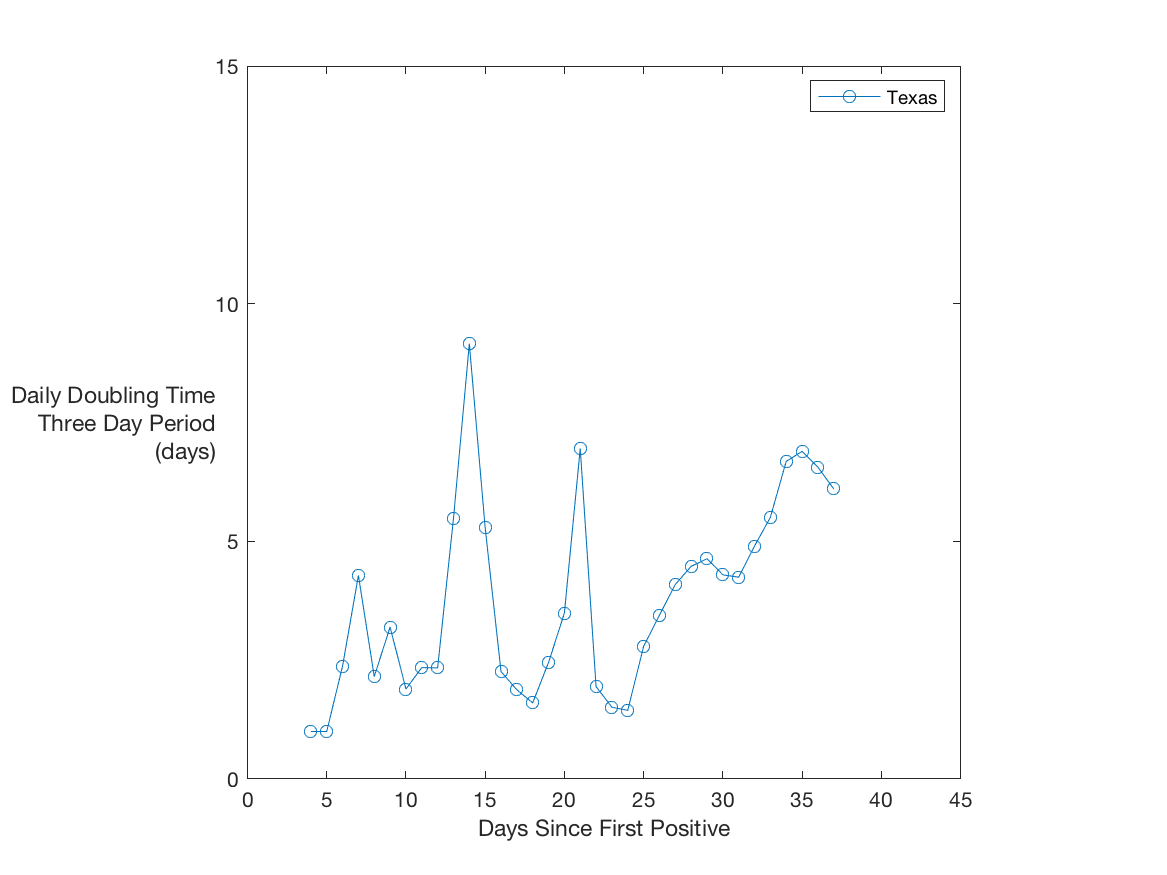 15
Texas
10
Daily Doubling Time
Three Day Period
(days)
5
0
0 5 10 15 20 25 30 35 40 45
Days Since First Positive